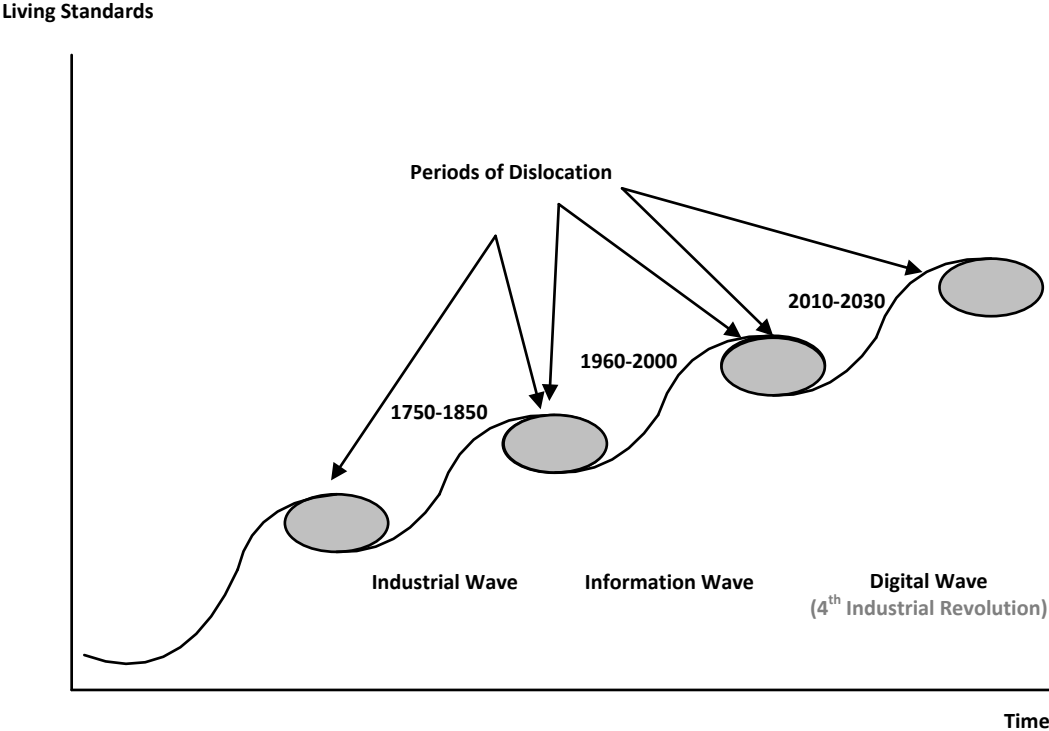 Living Standards
Periods of Dislocation
2010-2030
1960-2000
1750-1850
Industrial Wave
Information Wave
Digital Wave
(4th Industrial Revolution)
Time